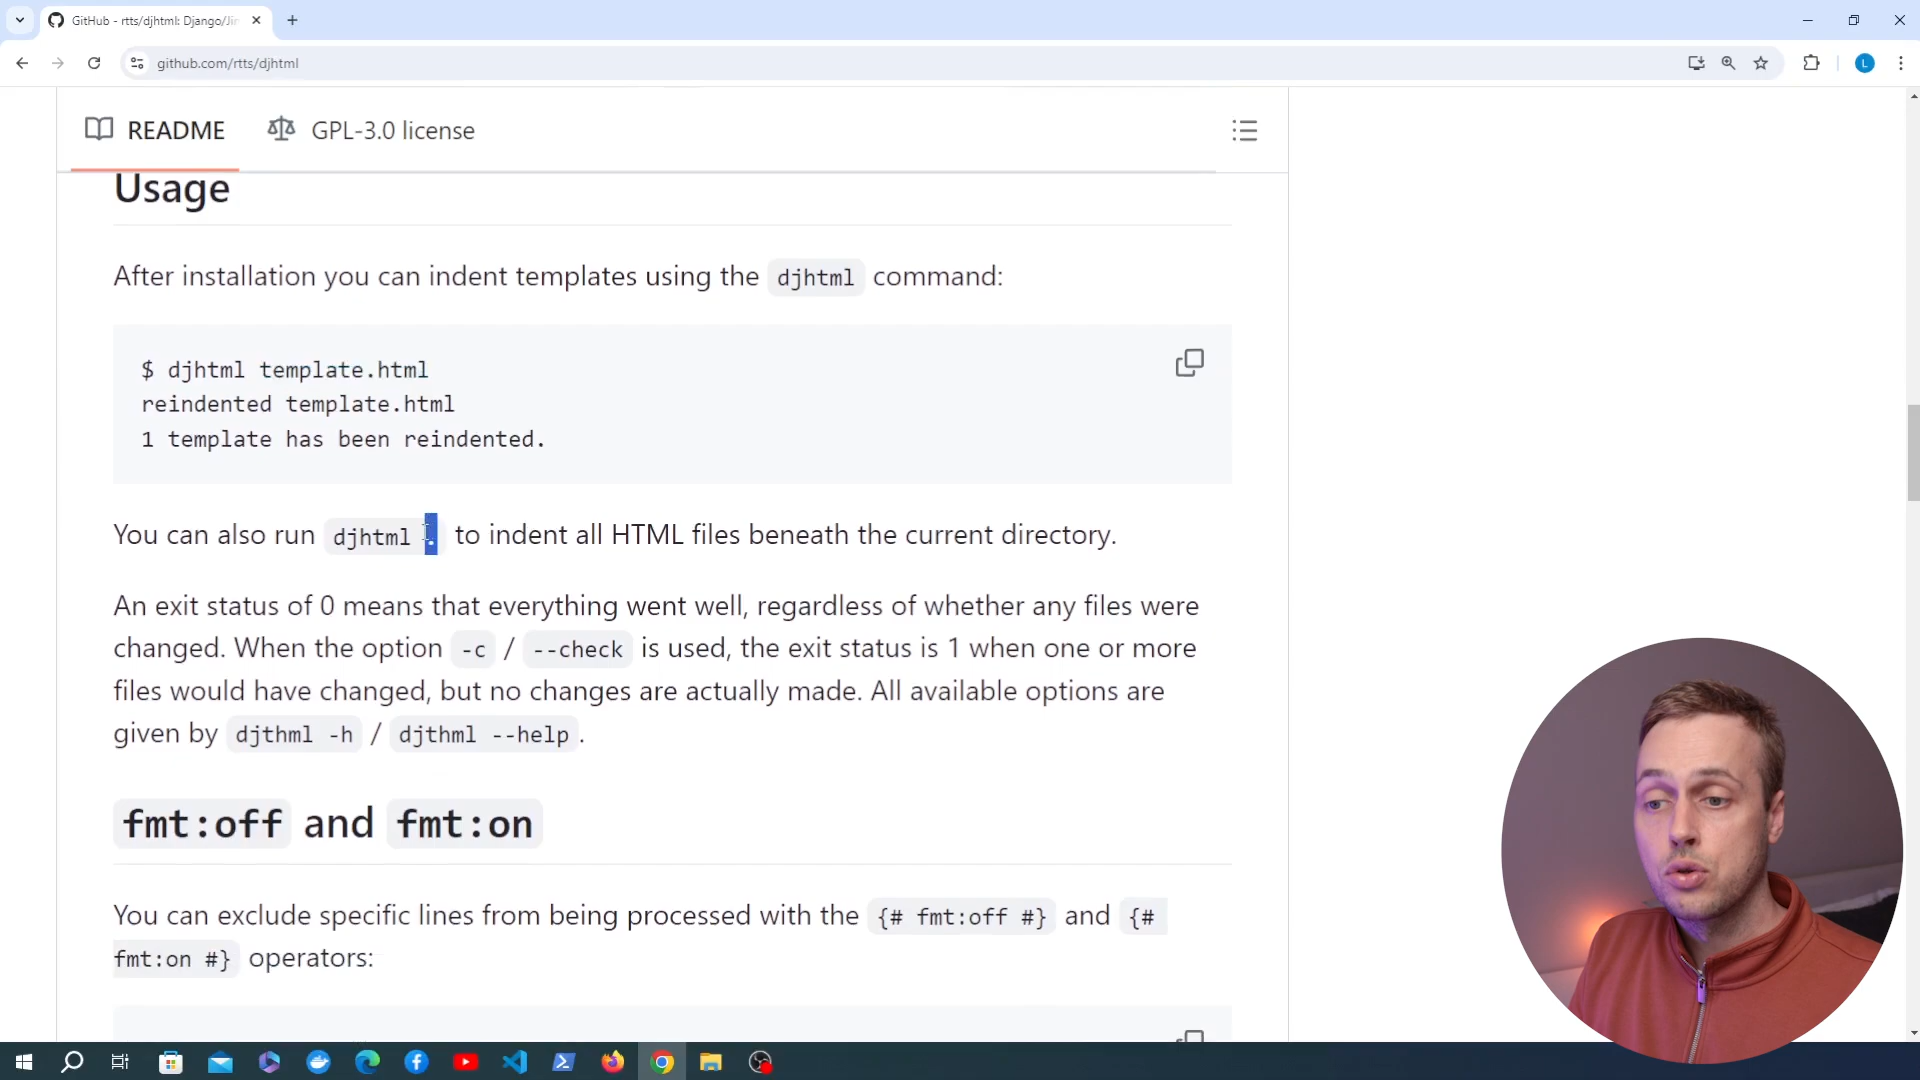 GitHub - rtts/djhtml: Django/Jin
github.com/rtts/djhtml
L
README
GPL-3.0 license
Usage
After installation you can indent templates using the djhtml command:
$ djhtml template.html
reindented template.html
1 template has been reindented.
You can also run djhtml . to indent all HTML files beneath the current directory.
An exit status of 0 means that everything went well, regardless of whether any files were
changed. When the option -c / --check is used, the exit status is 1 when one or more
files would have changed, but no changes are actually made. All available options are
given by djthml -h / djthml --help.
fmt:off and fmt:on
You can exclude specific lines from being processed with the {# fmt:off #} and {#
fmt:on #} operators: